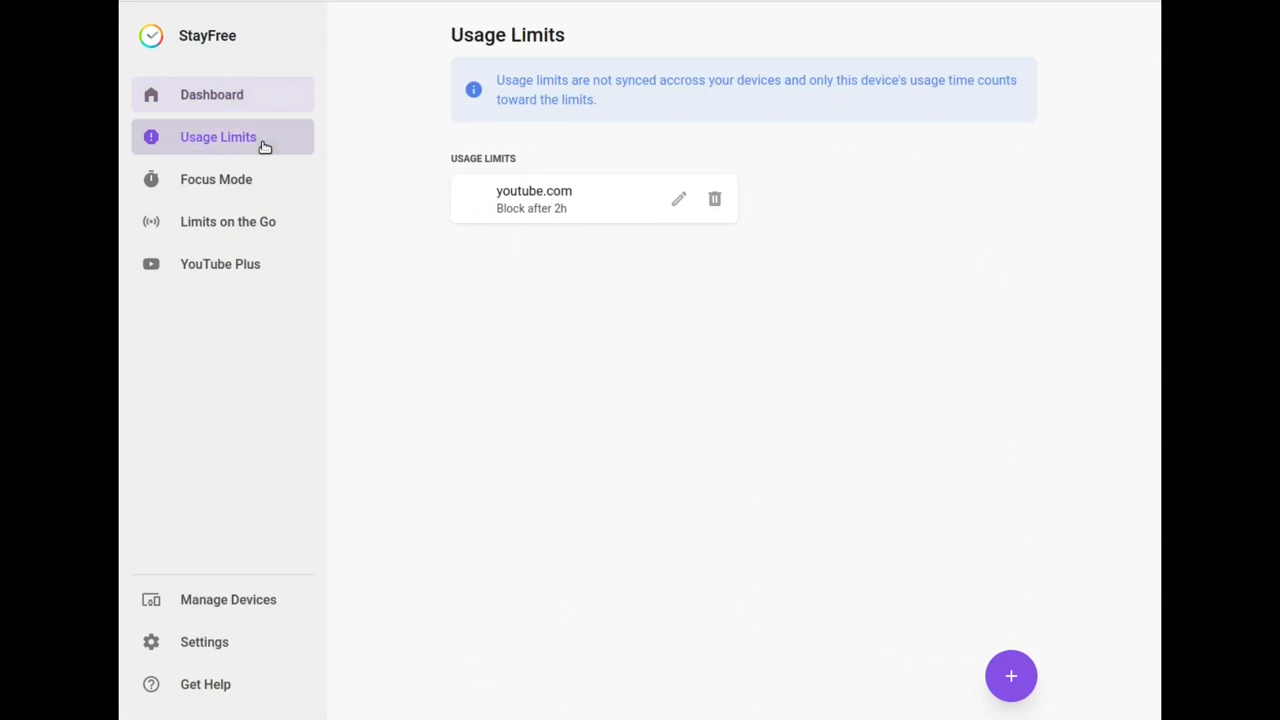 StayFree
Dashboard
Usage Limits
Focus Mode
Limits on the Go
YouTube Plus
Manage Devices
Settings
Get Help
Usage Limits
Usage limits are not synced accross your devices and only this device's usage time counts
toward the limits.
USAGE LIMITS
youtube.com
Block after 2h